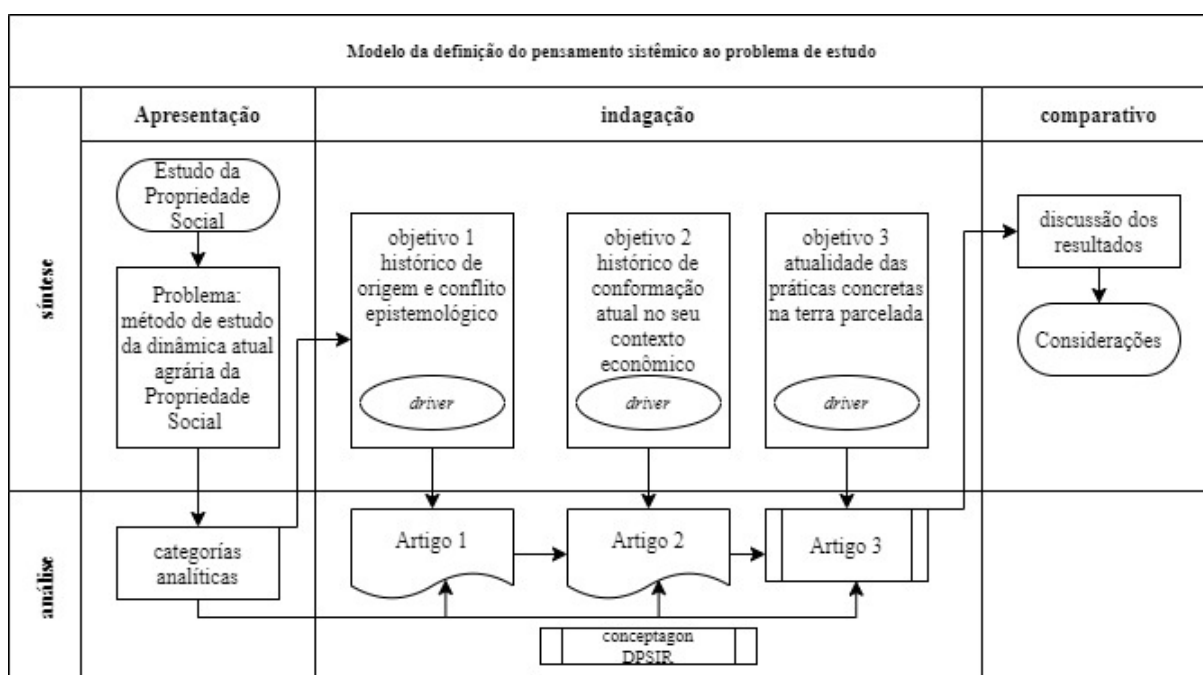 Modelo da definição do pensamento sistêmico ao problema de estudo
Apresentação
indagação
comparativo
síntese
Estudo da
Propriedade
Social
Problema:
método de estudo
da dinâmica atual
agrária da
Propriedade
Social
objetivo 1
histórico de
origem e conflito
epistemológico
driver
objetivo 2
histórico de
conformação
atual no seu
contexto
econômico
driver
objetivo 3
atualidade das
práticas concretas
na terra parcelada
driver
discussão dos
resultados
Considerações
análise
categorías
analíticas
Artigo 1
Artigo 2
Artigo 3
conceptagon
DPSIR